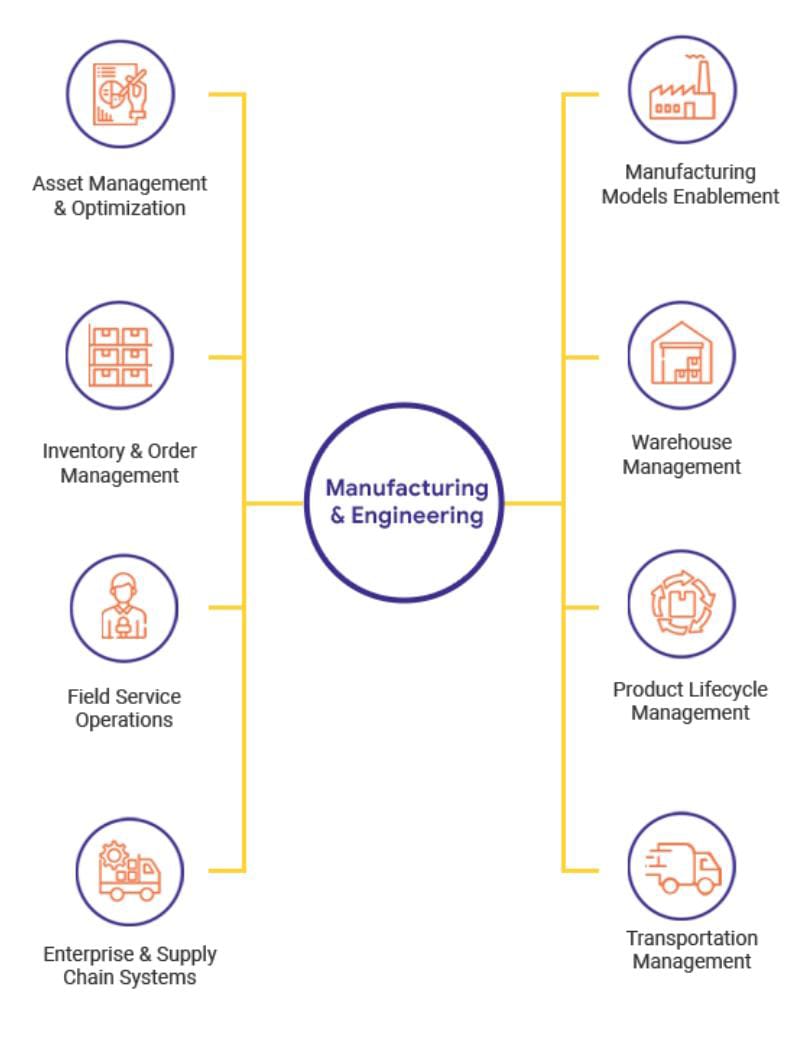 Asset Management
& Optimization
Inventory & Order
Management
Field Service
Operations
Enterprise & Supply
Chain Systems
Manufacturing
& Engineering
Manufacturing
Models Enablement
Warehouse
Management
Product Lifecycle
Management
Transportation
Management